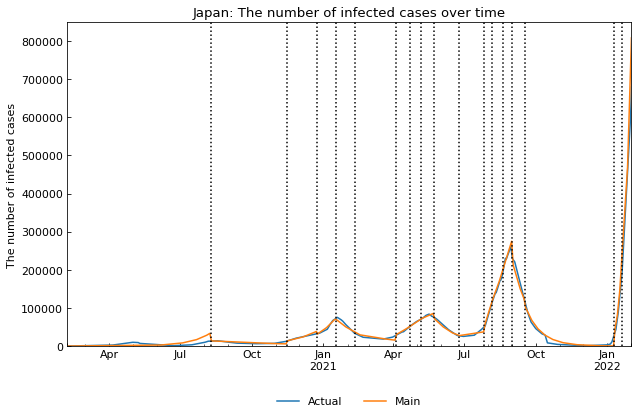 Japan: The number of infected cases over time
The number of infected cases
800000
700000
600000
500000
400000
300000
200000
100000
0
Apr Jul Oct Jan Apr Jul Oct Jan
2021 2022
Actual Main